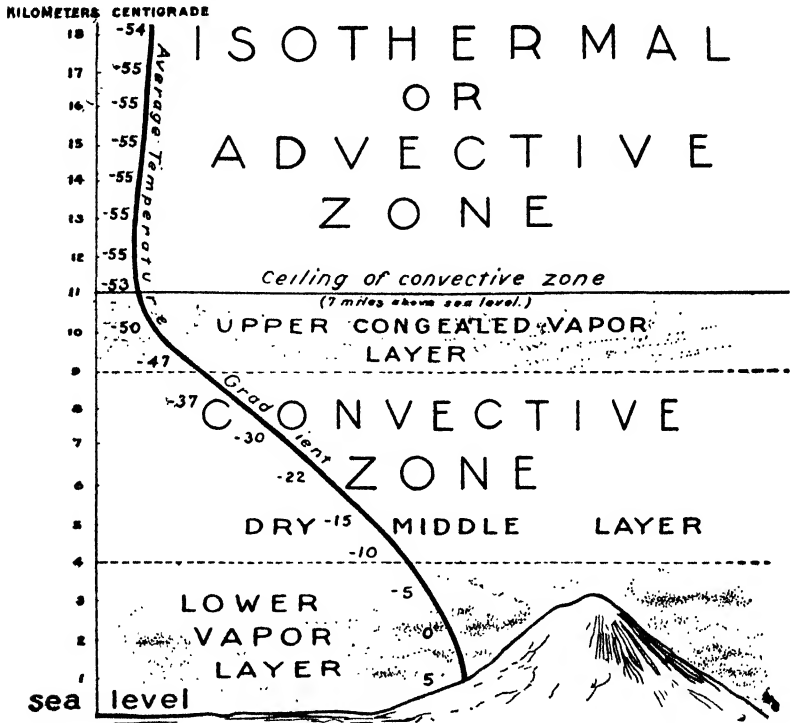 KILOMETERS CENTIGRADE
18 -54
ISOTHERMAL
17 -55
16 -55
OR
15 -55
ADVECTIVE
14 -55
13 -55
ZONE
12 -55
Average Temperature
Ceiling of convective zone
11 -53
(7 miles above sea level.)
10 -50
UPPER CONGEALED VAPOR
LAYER
9 -47
Gradient
8 -37
CONVECTIVE
7 -30
ZONE
6 -22
5 -15
DRY MIDDLE LAYER
4 -10
3 -5
LOWER
2 0
VAPOR
LAYER
1 5
sea level